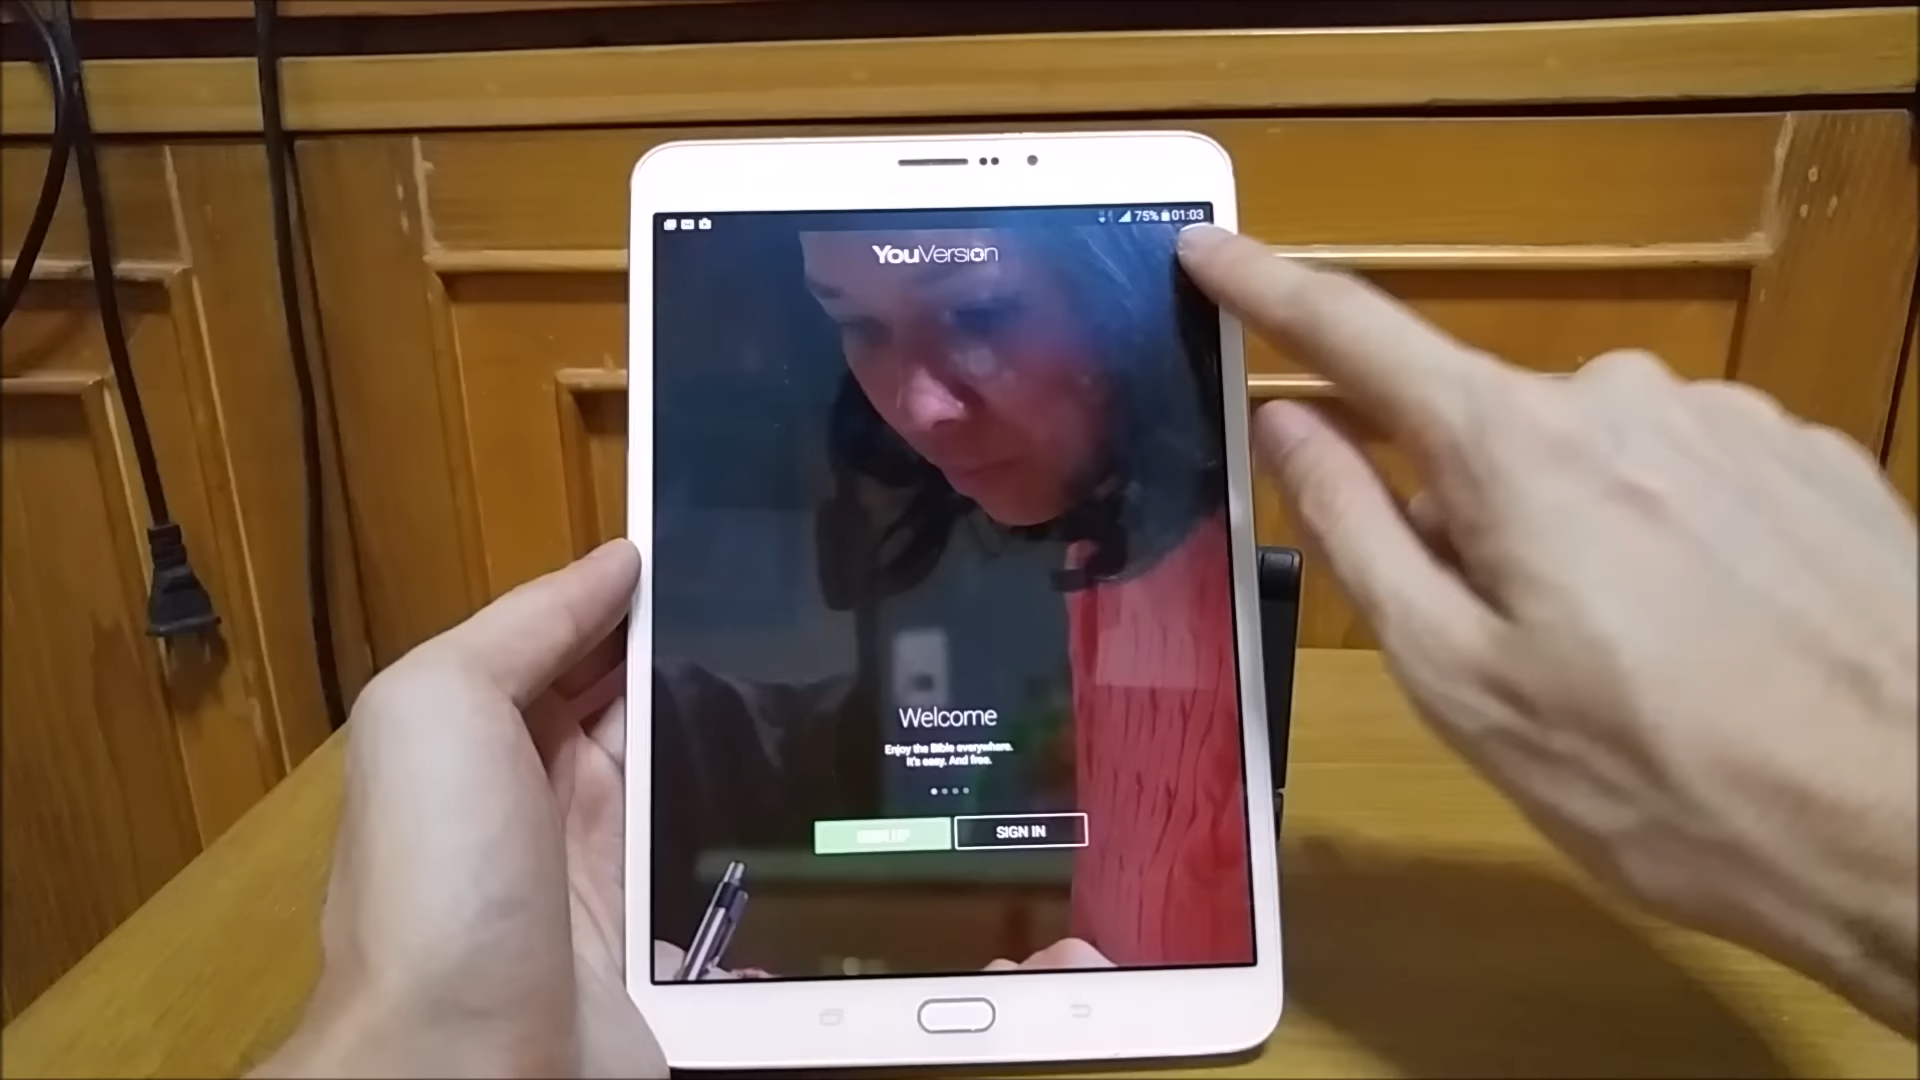 75% 01:03
YouVersion
Welcome
Enjoy the Bible everywhere.
It's easy. And free.
SIGN IN